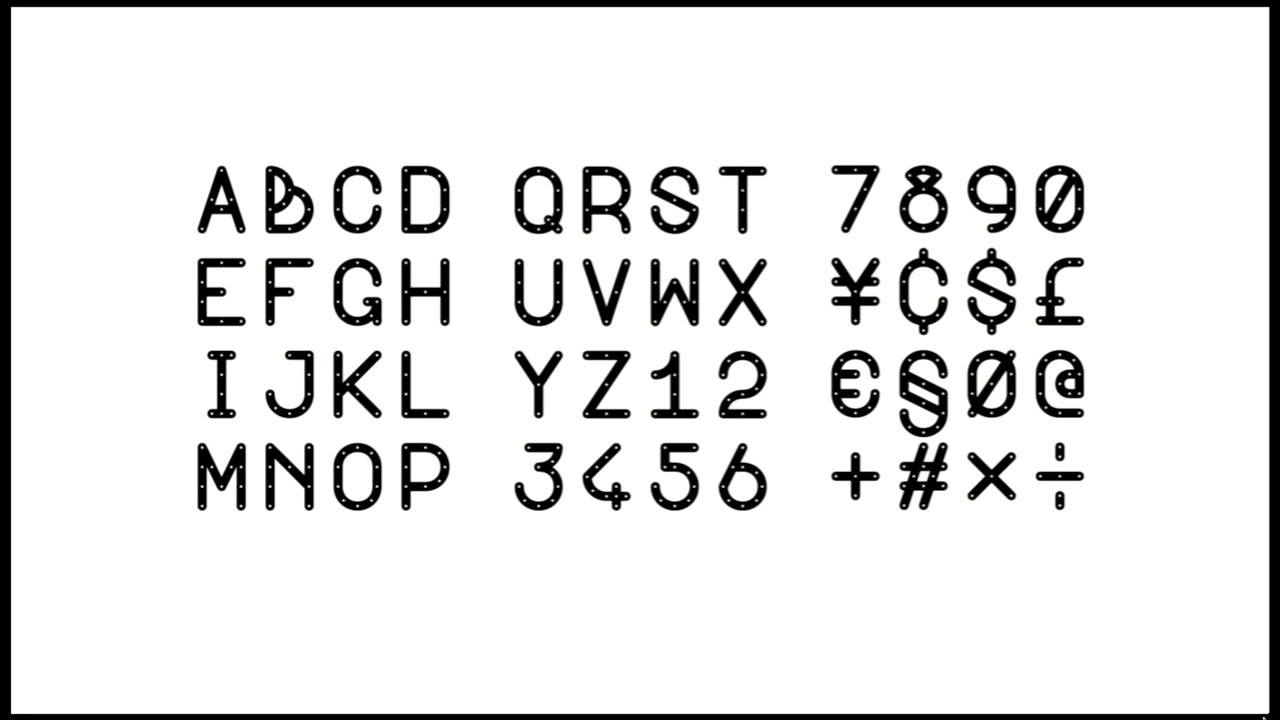 ABCD QRST 7890
EFGH UVWX ¥₵$£
IJKL YZ12 €§Ø@
MNOP 3456 +#×÷